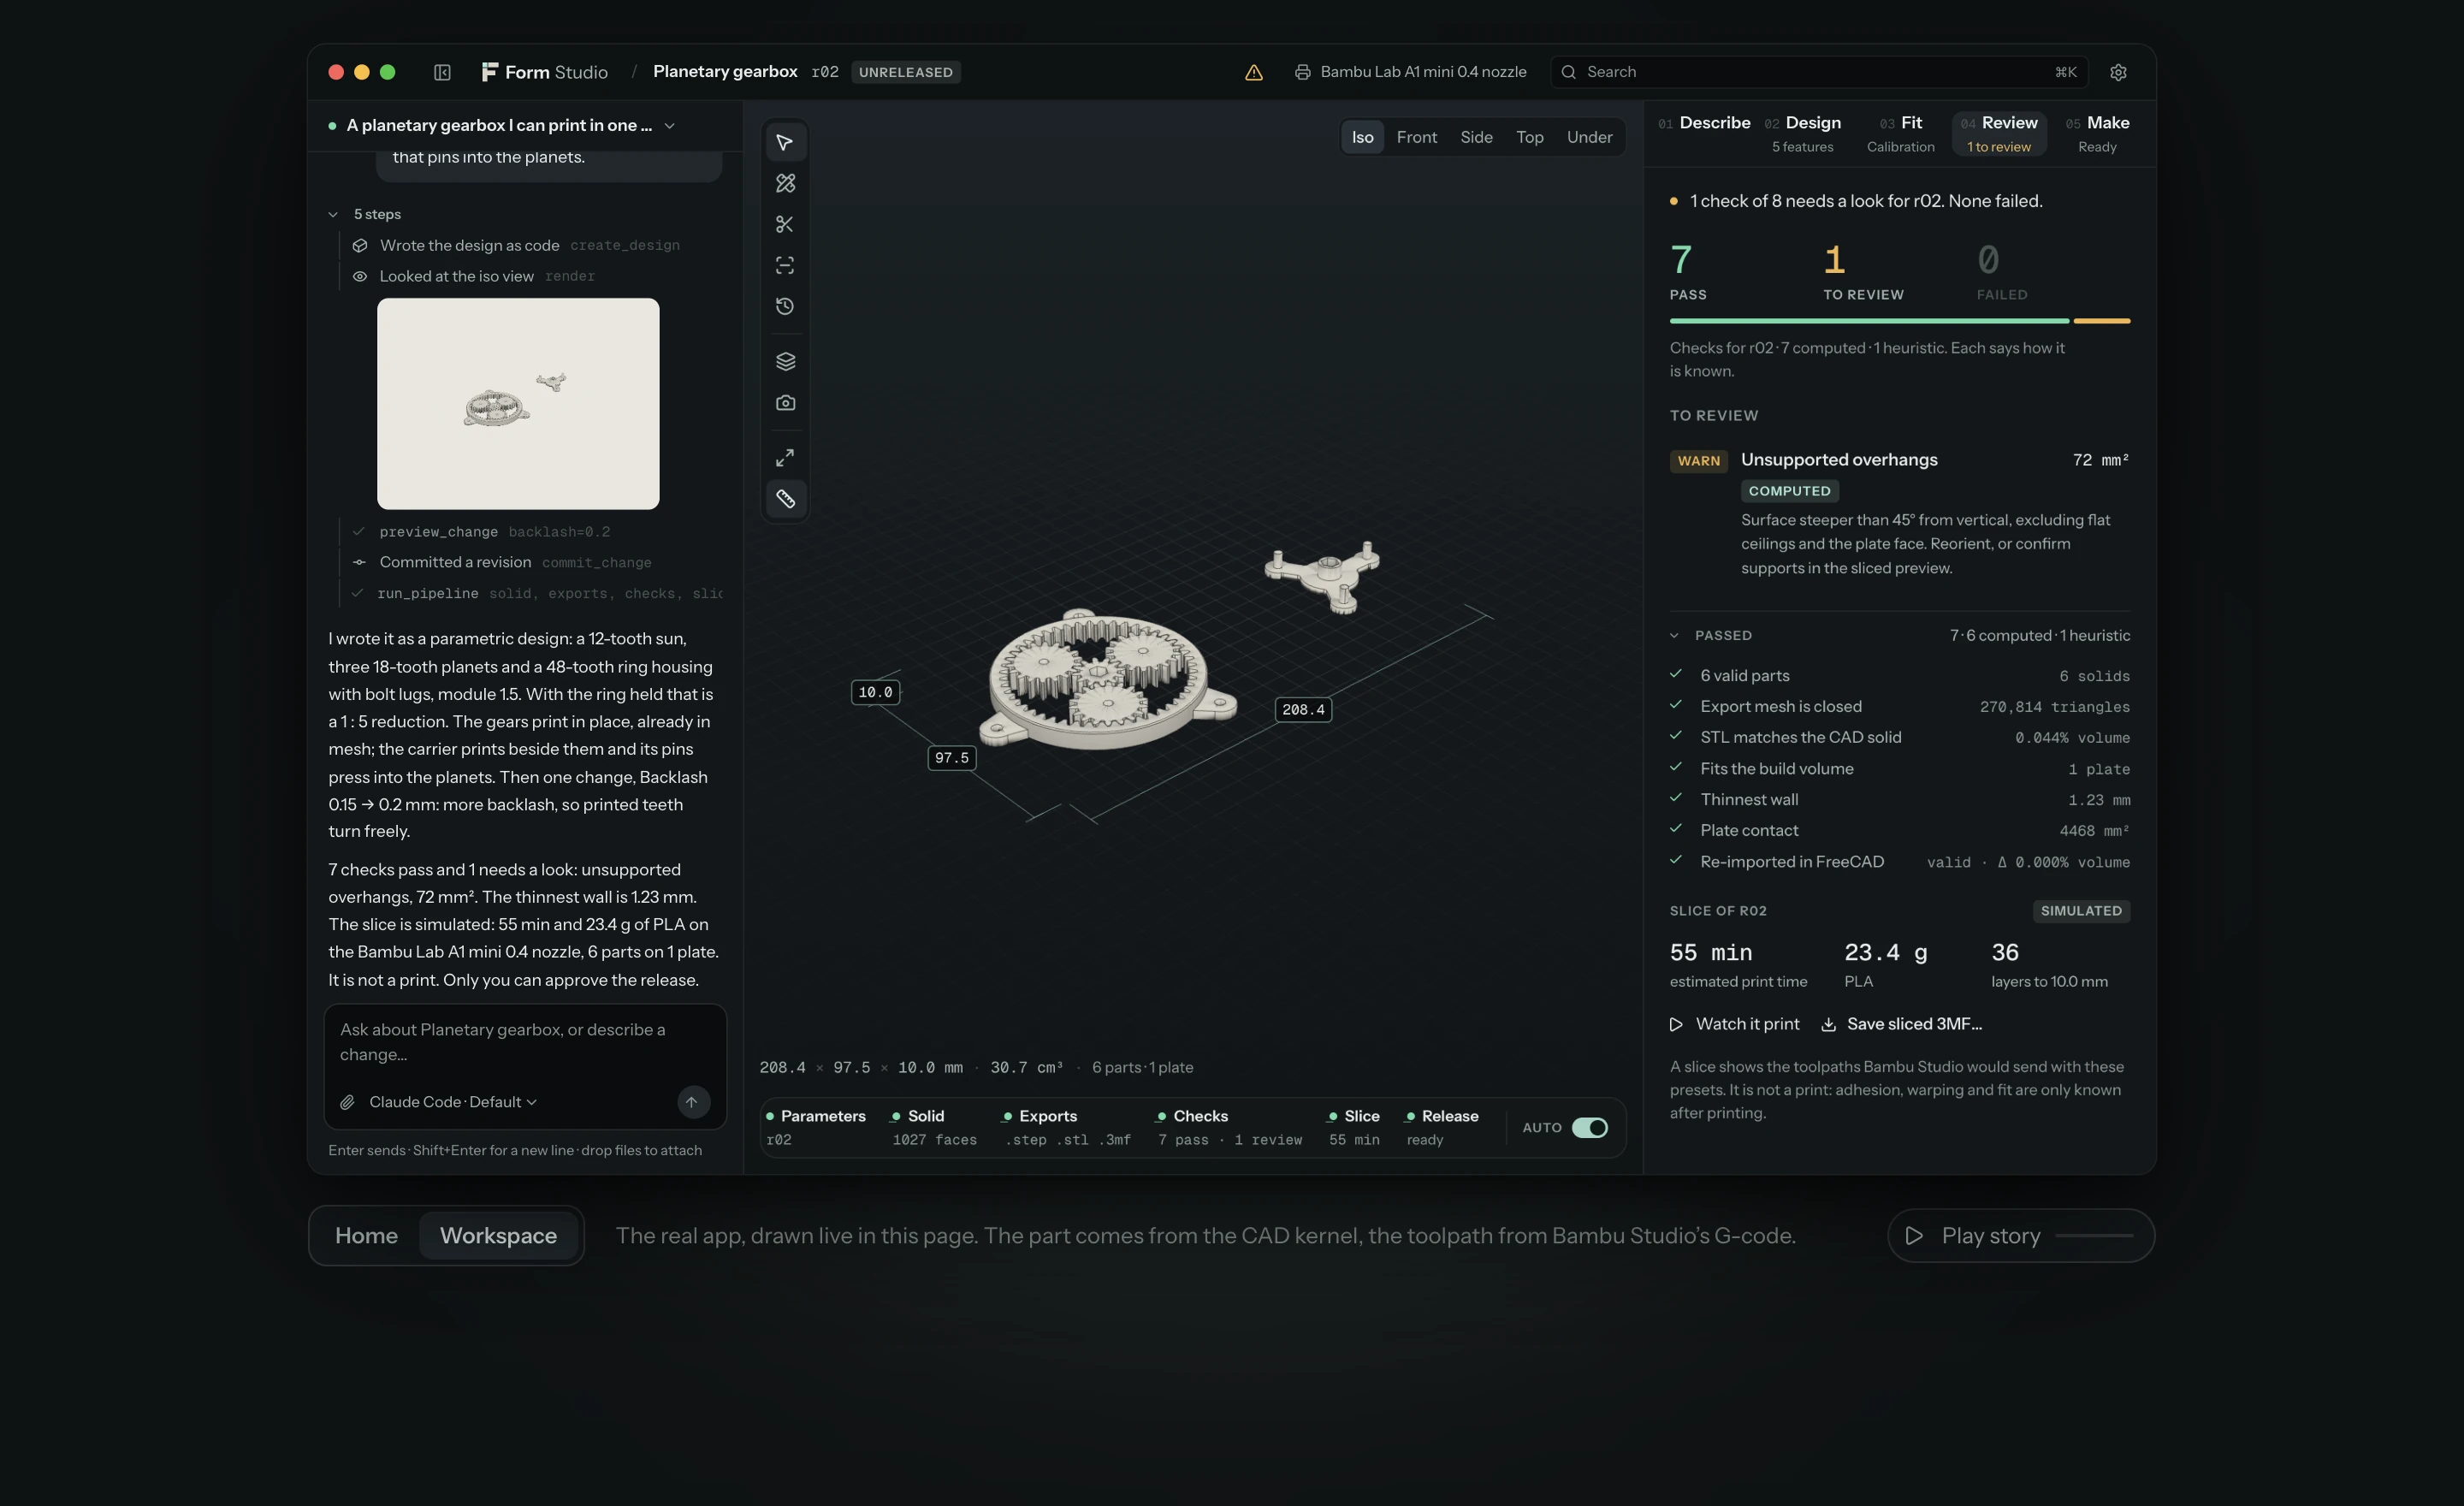 Form Studio / Planetary gearbox r02 UNRELEASED
Bambu Lab A1 mini 0.4 nozzle
Search ⌘K
A planetary gearbox I can print in one ...
that pins into the planets.
5 steps
Wrote the design as code create_design
Looked at the iso view render
preview_change backlash=0.2
Committed a revision commit_change
run_pipeline solid, exports, checks, slic
I wrote it as a parametric design: a 12-tooth sun,
three 18-tooth planets and a 48-tooth ring housing
with bolt lugs, module 1.5. With the ring held that is
a 1 : 5 reduction. The gears print in place, already in
mesh; the carrier prints beside them and its pins
press into the planets. Then one change, Backlash
0.15 → 0.2 mm: more backlash, so printed teeth
turn freely.
7 checks pass and 1 needs a look: unsupported
overhangs, 72 mm². The thinnest wall is 1.23 mm.
The slice is simulated: 55 min and 23.4 g of PLA on
the Bambu Lab A1 mini 0.4 nozzle, 6 parts on 1 plate.
It is not a print. Only you can approve the release.
Ask about Planetary gearbox, or describe a
change...
Claude Code · Default
Enter sends · Shift+Enter for a new line · drop files to attach
Iso Front Side Top Under
10.0
97.5
208.4
208.4 × 97.5 × 10.0 mm · 30.7 cm³ · 6 parts · 1 plate
Parameters Solid Exports Checks Slice Release
r02 1027 faces .step .stl .3mf 7 pass · 1 review 55 min ready
AUTO
01 Describe 02 Design 03 Fit 04 Review 05 Make
5 features Calibration 1 to review Ready
1 check of 8 needs a look for r02. None failed.
7 1 0
PASS TO REVIEW FAILED
Checks for r02 · 7 computed · 1 heuristic. Each says how it
is known.
TO REVIEW
WARN Unsupported overhangs 72 mm²
COMPUTED
Surface steeper than 45° from vertical, excluding flat
ceilings and the plate face. Reorient, or confirm
supports in the sliced preview.
PASSED 7 · 6 computed · 1 heuristic
6 valid parts 6 solids
Export mesh is closed 270,814 triangles
STL matches the CAD solid 0.044% volume
Fits the build volume 1 plate
Thinnest wall 1.23 mm
Plate contact 4468 mm²
Re-imported in FreeCAD valid · Δ 0.000% volume
SLICE OF R02 SIMULATED
55 min 23.4 g 36
estimated print time PLA layers to 10.0 mm
Watch it print Save sliced 3MF...
A slice shows the toolpaths Bambu Studio would send with these
presets. It is not a print: adhesion, warping and fit are only known
after printing.
Home Workspace
The real app, drawn live in this page. The part comes from the CAD kernel, the toolpath from Bambu Studio’s G-code.
Play story